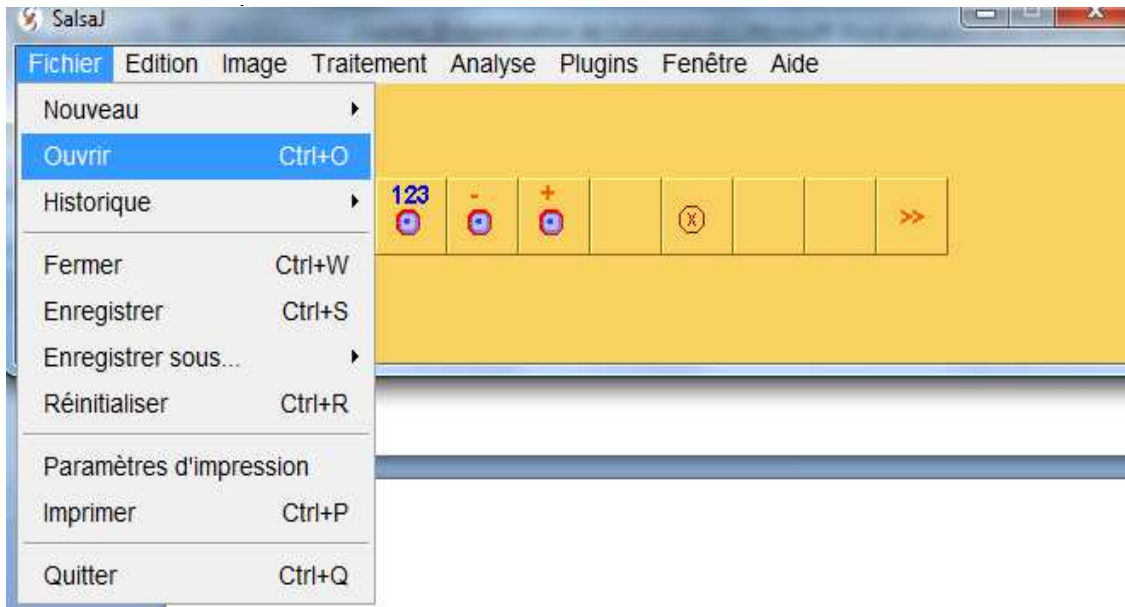 SalsaJ
Fichier Edition Image Traitement Analyse Plugins Fenêtre Aide
Nouveau
Ouvrir Ctrl+O
Historique
123 - + X >>
Fermer Ctrl+W
Enregistrer Ctrl+S
Enregistrer sous...
Réinitialiser Ctrl+R
Paramètres d'impression
Imprimer Ctrl+P
Quitter Ctrl+Q